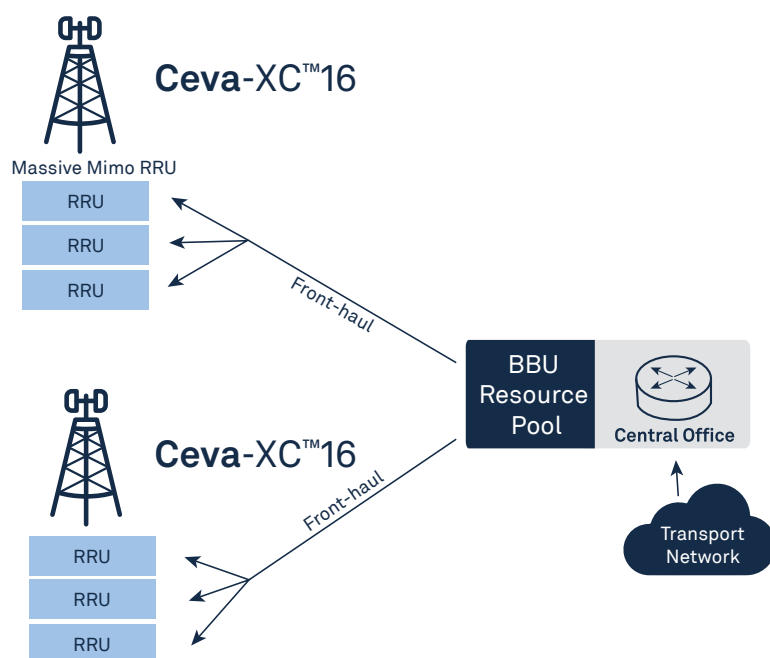 Ceva-XC™16
Massive Mimo RRU
RRU
RRU
RRU
Front-haul
BBU
Resource
Pool
Central Office
Ceva-XC™16
Front-haul
Transport
Network
RRU
RRU
RRU